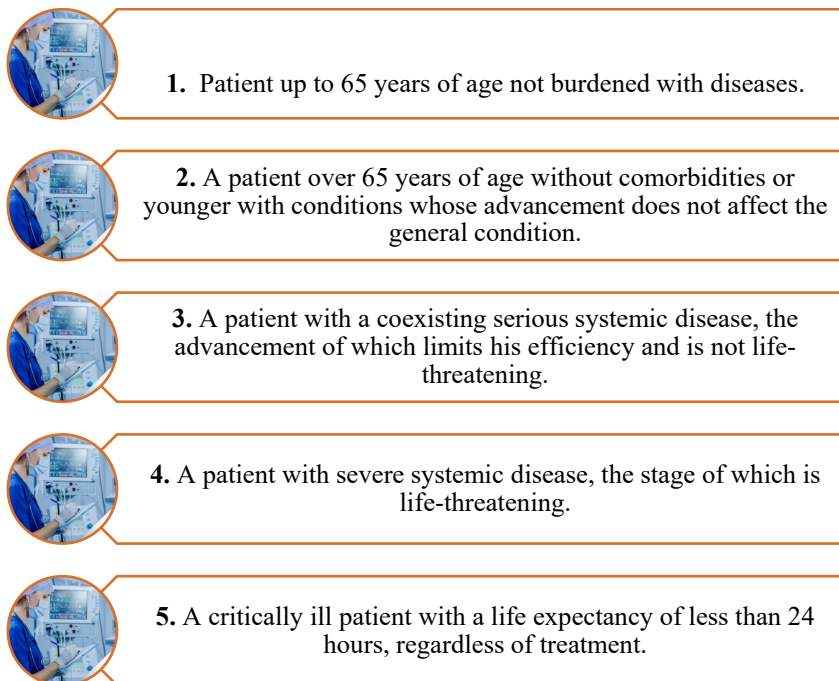 1. Patient up to 65 years of age not burdened with diseases.
2. A patient over 65 years of age without comorbidities or
younger with conditions whose advancement does not affect the
general condition.
3. A patient with a coexisting serious systemic disease, the
advancement of which limits his efficiency and is not life-
threatening.
4. A patient with severe systemic disease, the stage of which is
life-threatening.
5. A critically ill patient with a life expectancy of less than 24
hours, regardless of treatment.